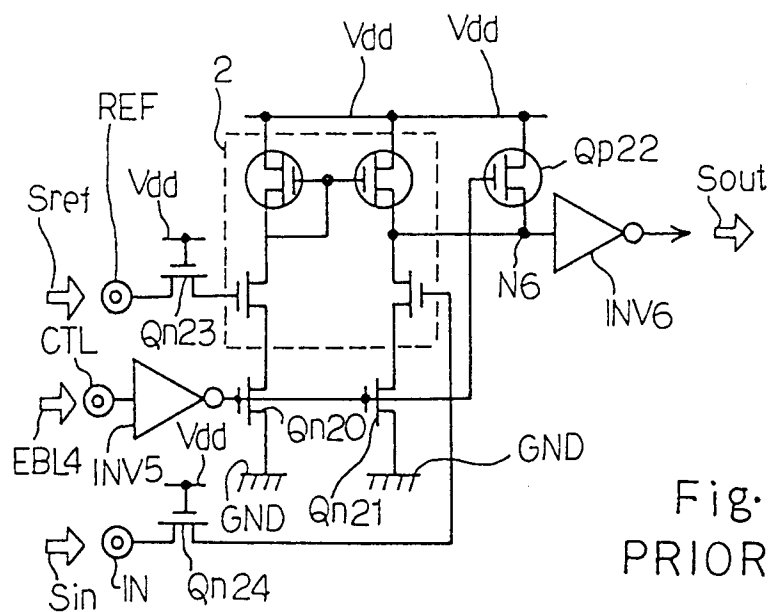 Vdd
Vdd
2
REF
Vdd
Qp22
Sref
Sout
N6
INV6
Qn23
CTL
Qn20
EBL4
INV5
Vdd
GND
Qn21
GND
Sin
IN
Qn24
Fig.
PRIOR